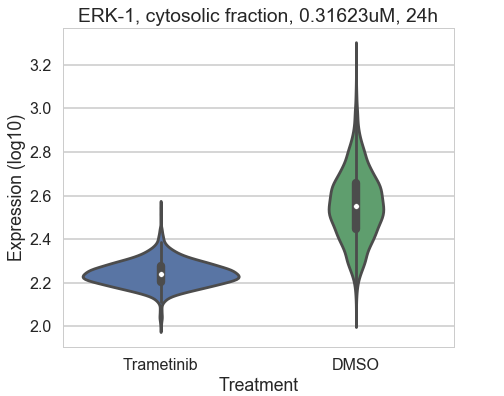 ERK-1, cytosolic fraction, 0.31623uM, 24h
Expression (log10)
3.2
3.0
2.8
2.6
2.4
2.2
2.0
Trametinib
DMSO
Treatment